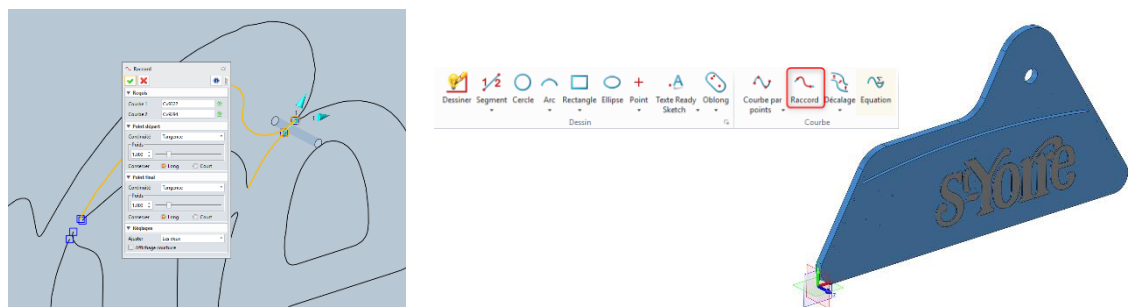 Raccord
Requis
Courbe 1
Courbe 2
Point départ
Continuité Tangence
Poids
1.000
Conserver Long Court
Point final
Continuité Tangence
Poids
1.000
Conserver Long Court
Réglages
Ajuster Les deux
Affichage courbure
Dessiner Segment Cercle Arc Rectangle Ellipse Point Texte Ready Sketch Oblong
Dessin
Courbe par points Raccord Décalage Equation
Courbe
St Yorre